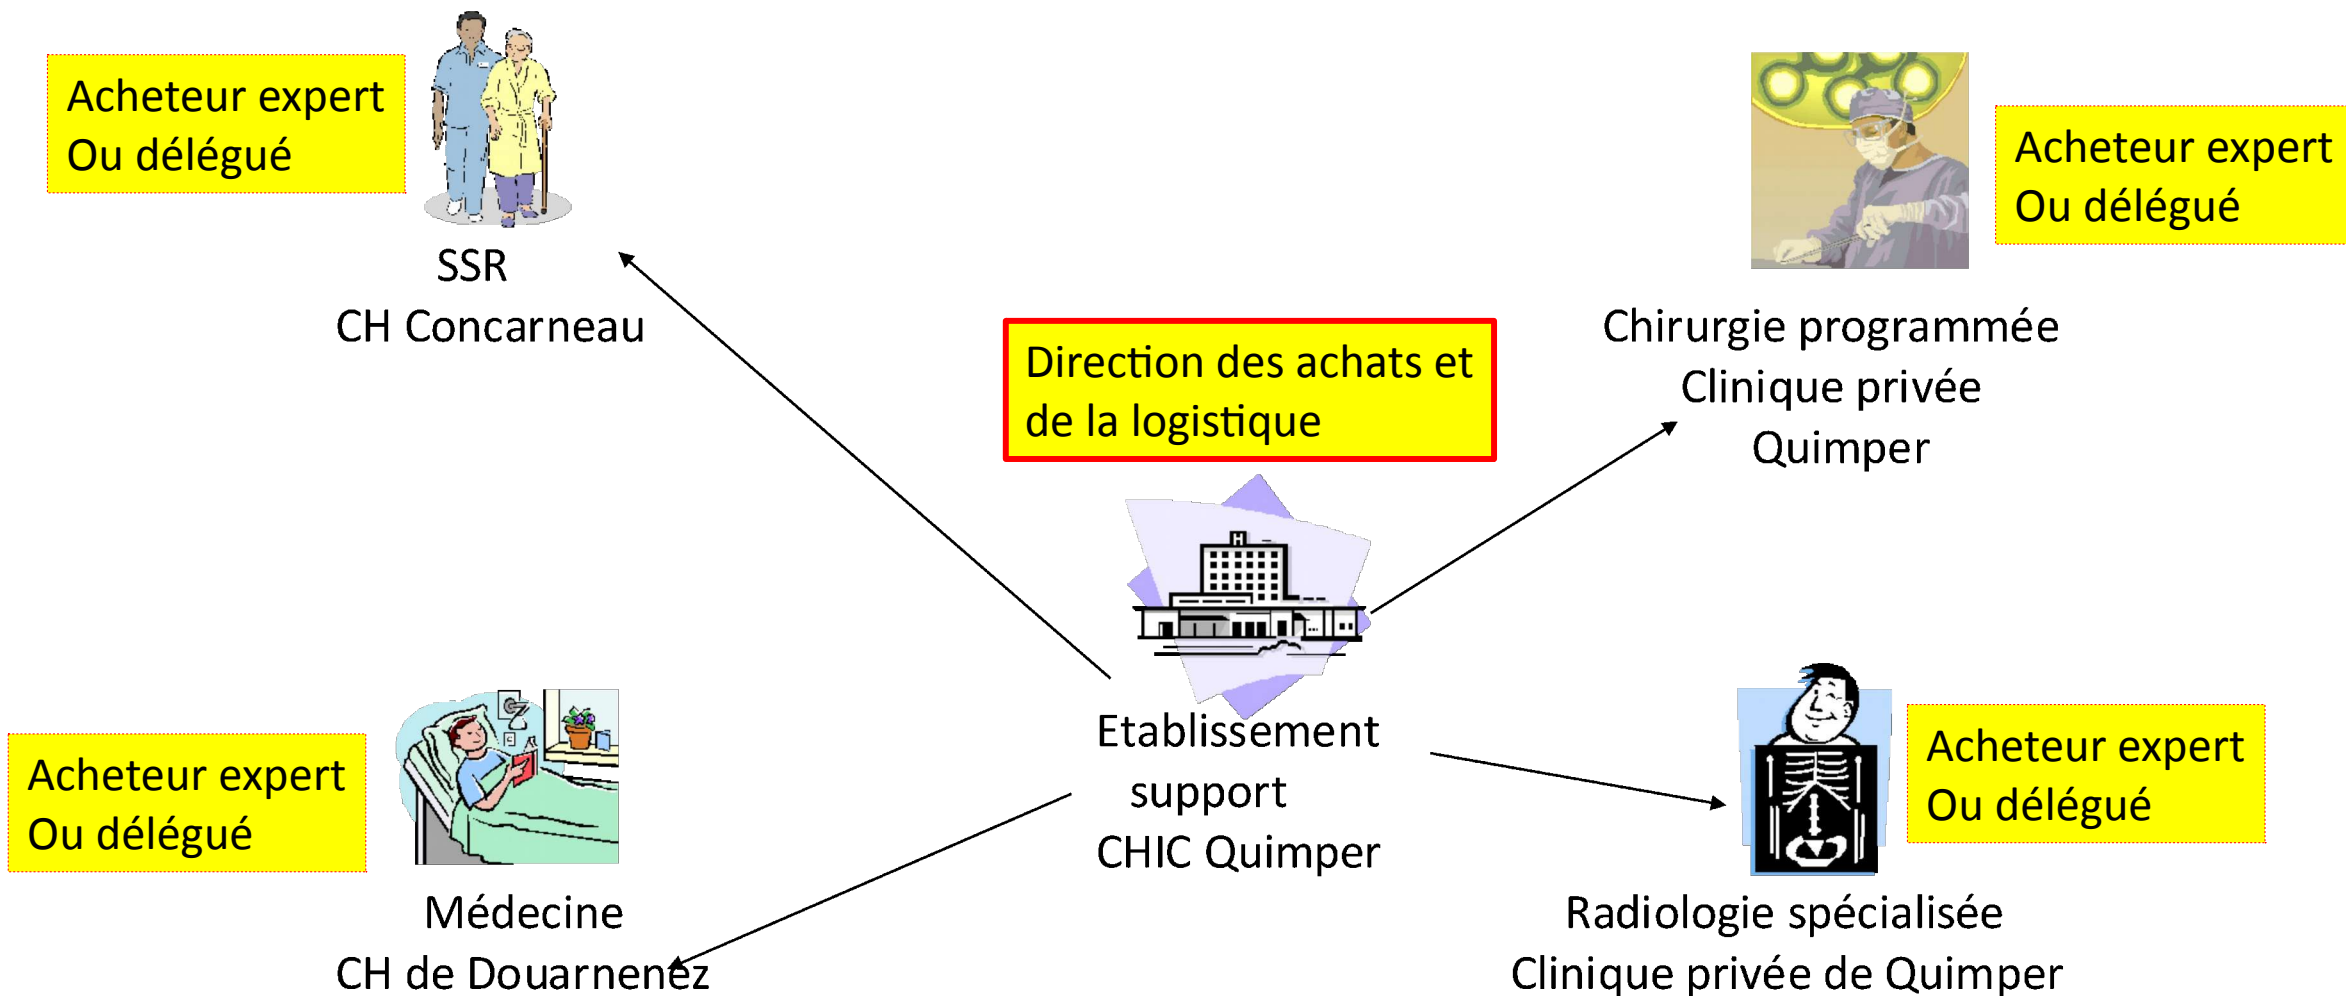 Acheteur expert
Ou délégué
SSR
CH Concarneau
Acheteur expert
Ou délégué
Chirurgie programmée
Clinique privée
Quimper
Direction des achats et
de la logistique
H
Etablissement
support
CHIC Quimper
Acheteur expert
Ou délégué
Médecine
CH de Douarnenez
Acheteur expert
Ou délégué
Radiologie spécialisée
Clinique privée de Quimper